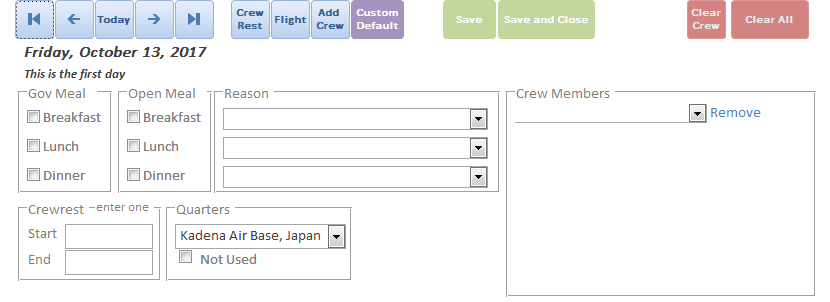 Today Crew Rest Flight Add Crew Custom Default Save Save and Close Clear Crew Clear All
Friday, October 13, 2017
This is the first day
Gov Meal Open Meal Reason Crew Members
Breakfast Breakfast Remove
Lunch Lunch
Dinner Dinner
Crewrest enter one Quarters
Start Kadena Air Base, Japan
End Not Used